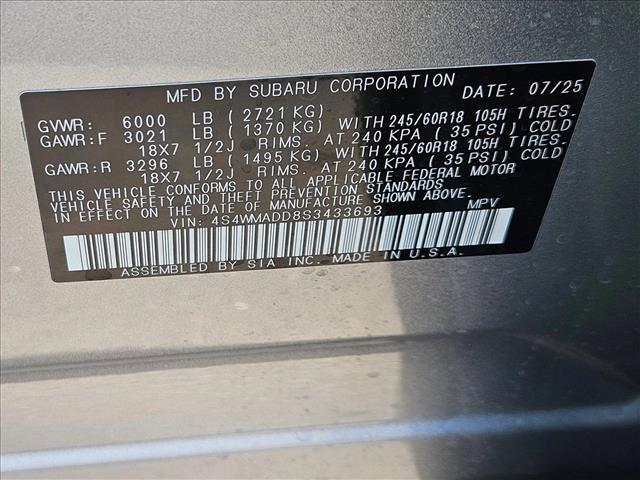 MFD BY SUBARU CORPORATION DATE: 07/25
GVWR: 6000 LB ( 2721 KG)
GAWR:F 3021 LB ( 1370 KG) WITH 245/60R18 105H TIRES.
18X7 1/2J RIMS. AT 240 KPA ( 35 PSI) COLD
GAWR:R 3296 LB ( 1495 KG) WITH 245/60R18 105H TIRES.
18X7 1/2J RIMS. AT 240 KPA ( 35 PSI) COLD
THIS VEHICLE CONFORMS TO ALL APPLICABLE FEDERAL MOTOR
VEHICLE SAFETY AND THEFT PREVENTION STANDARDS
IN EFFECT ON THE DATE OF MANUFACTURE SHOWN ABOVE.
VIN: 4S4WMADD8S3433693 MPV
ASSEMBLED BY SIA INC. MADE IN U.S.A.